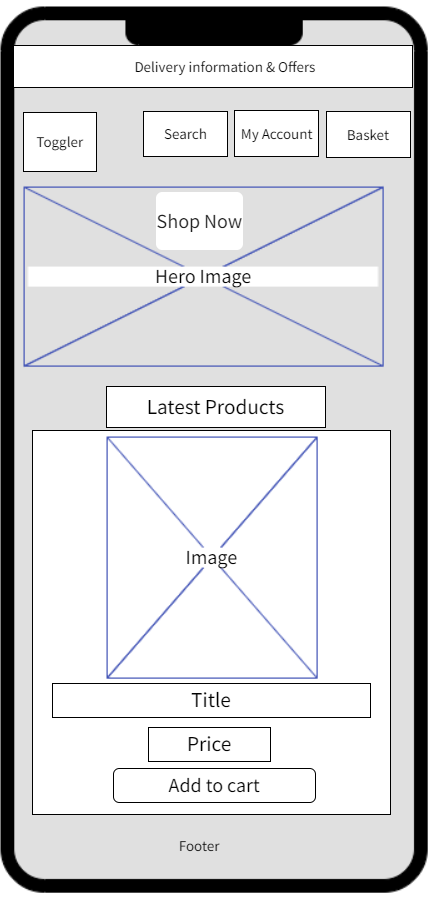 Delivery information & Offers
Toggler
Search
My Account
Basket
Shop Now
Hero Image
Latest Products
Image
Title
Price
Add to cart
Footer